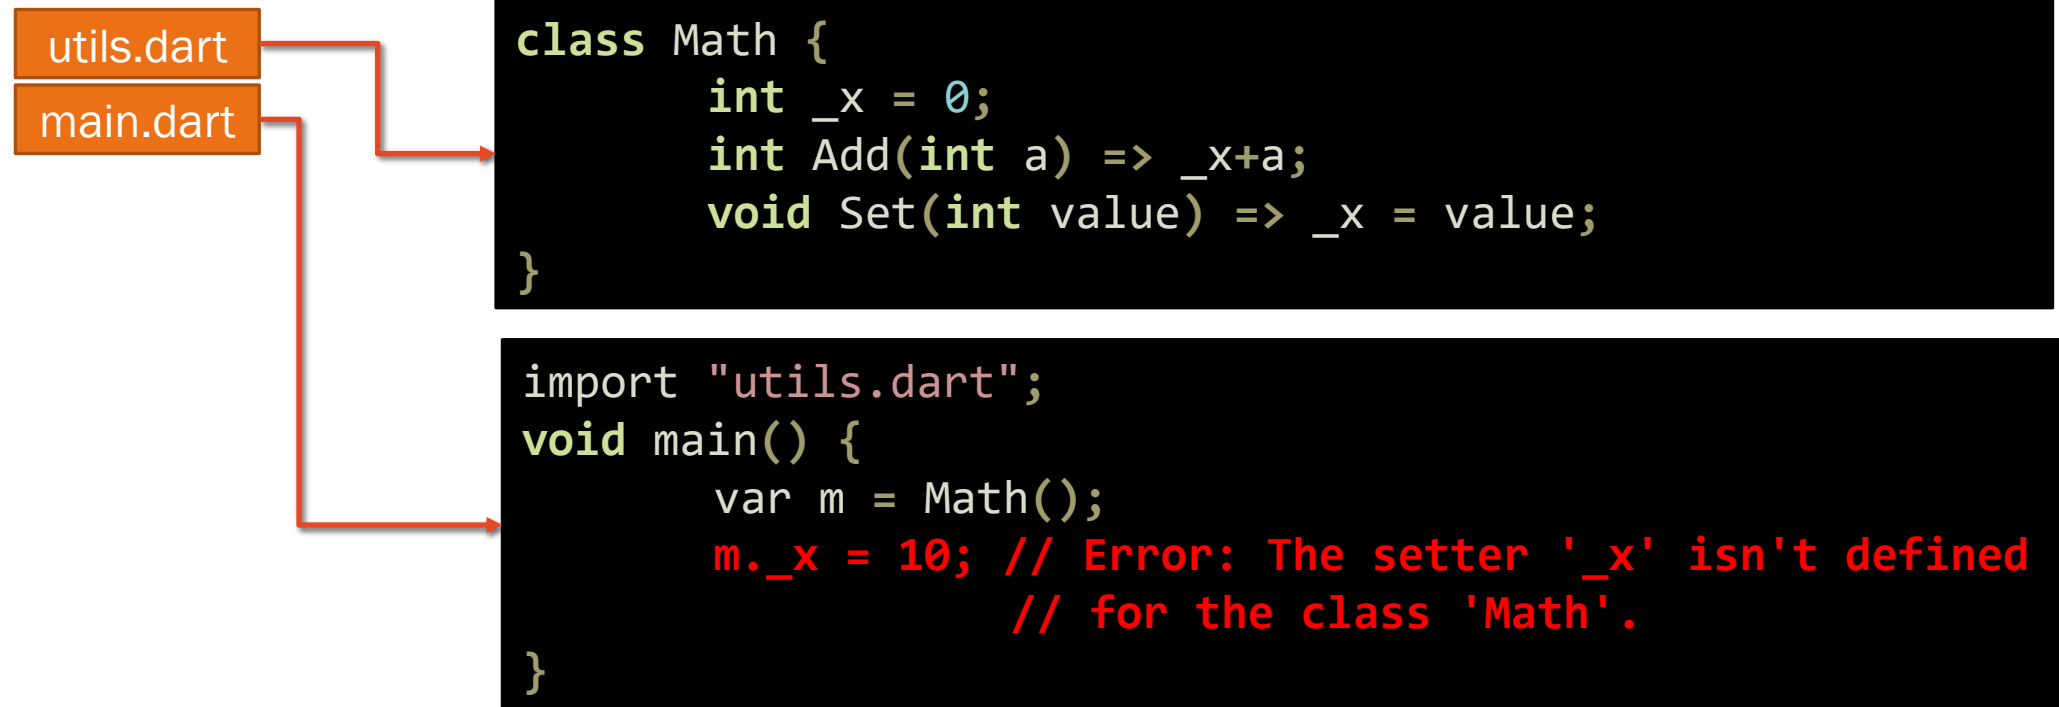 utils.dart
main.dart
class Math {
int _x = 0;
int Add(int a) => _x+a;
void Set(int value) => _x = value;
}
import "utils.dart";
void main() {
var m = Math();
m._x = 10; // Error: The setter '_x' isn't defined
// for the class 'Math'.
}